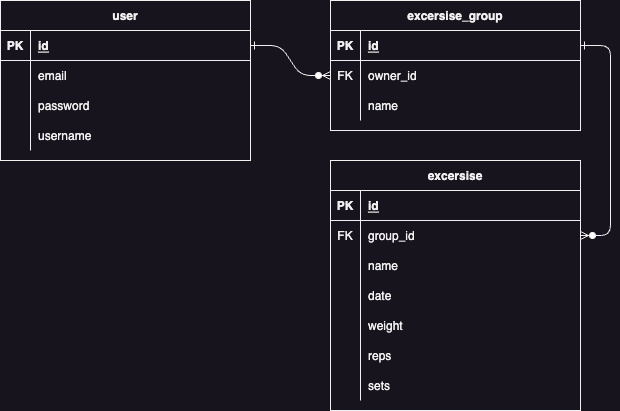 user
PK id
email
password
username
excersise_group
PK id
FK owner_id
name
excersise
PK id
FK group_id
name
date
weight
reps
sets